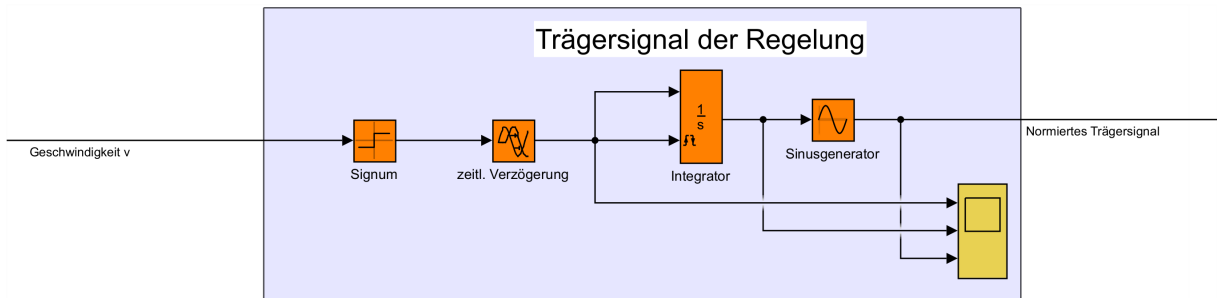 Trägersignal der Regelung
1
s
Geschwindigkeit v
Signum
zeitl. Verzögerung
Integrator
Sinusgenerator
Normiertes Trägersignal